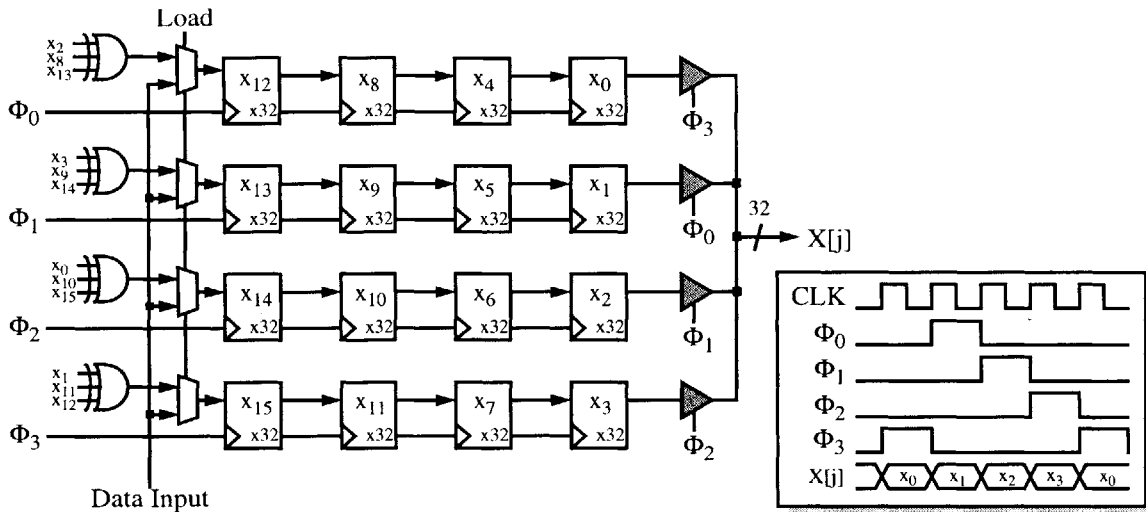 Load
x2
x8
x13
x12 x8 x4 x0
x32 x32 x32 x32
Φ0
Φ3
x3
x9
x14
x13 x9 x5 x1
x32 x32 x32 x32
Φ1
Φ0
32
X[j]
x0
x10
x15
x14 x10 x6 x2
x32 x32 x32 x32
Φ2
Φ1
x1
x11
x12
x15 x11 x7 x3
x32 x32 x32 x32
Φ3
Φ2
Data Input
CLK
Φ0
Φ1
Φ2
Φ3
X[j] x0 x1 x2 x3 x0